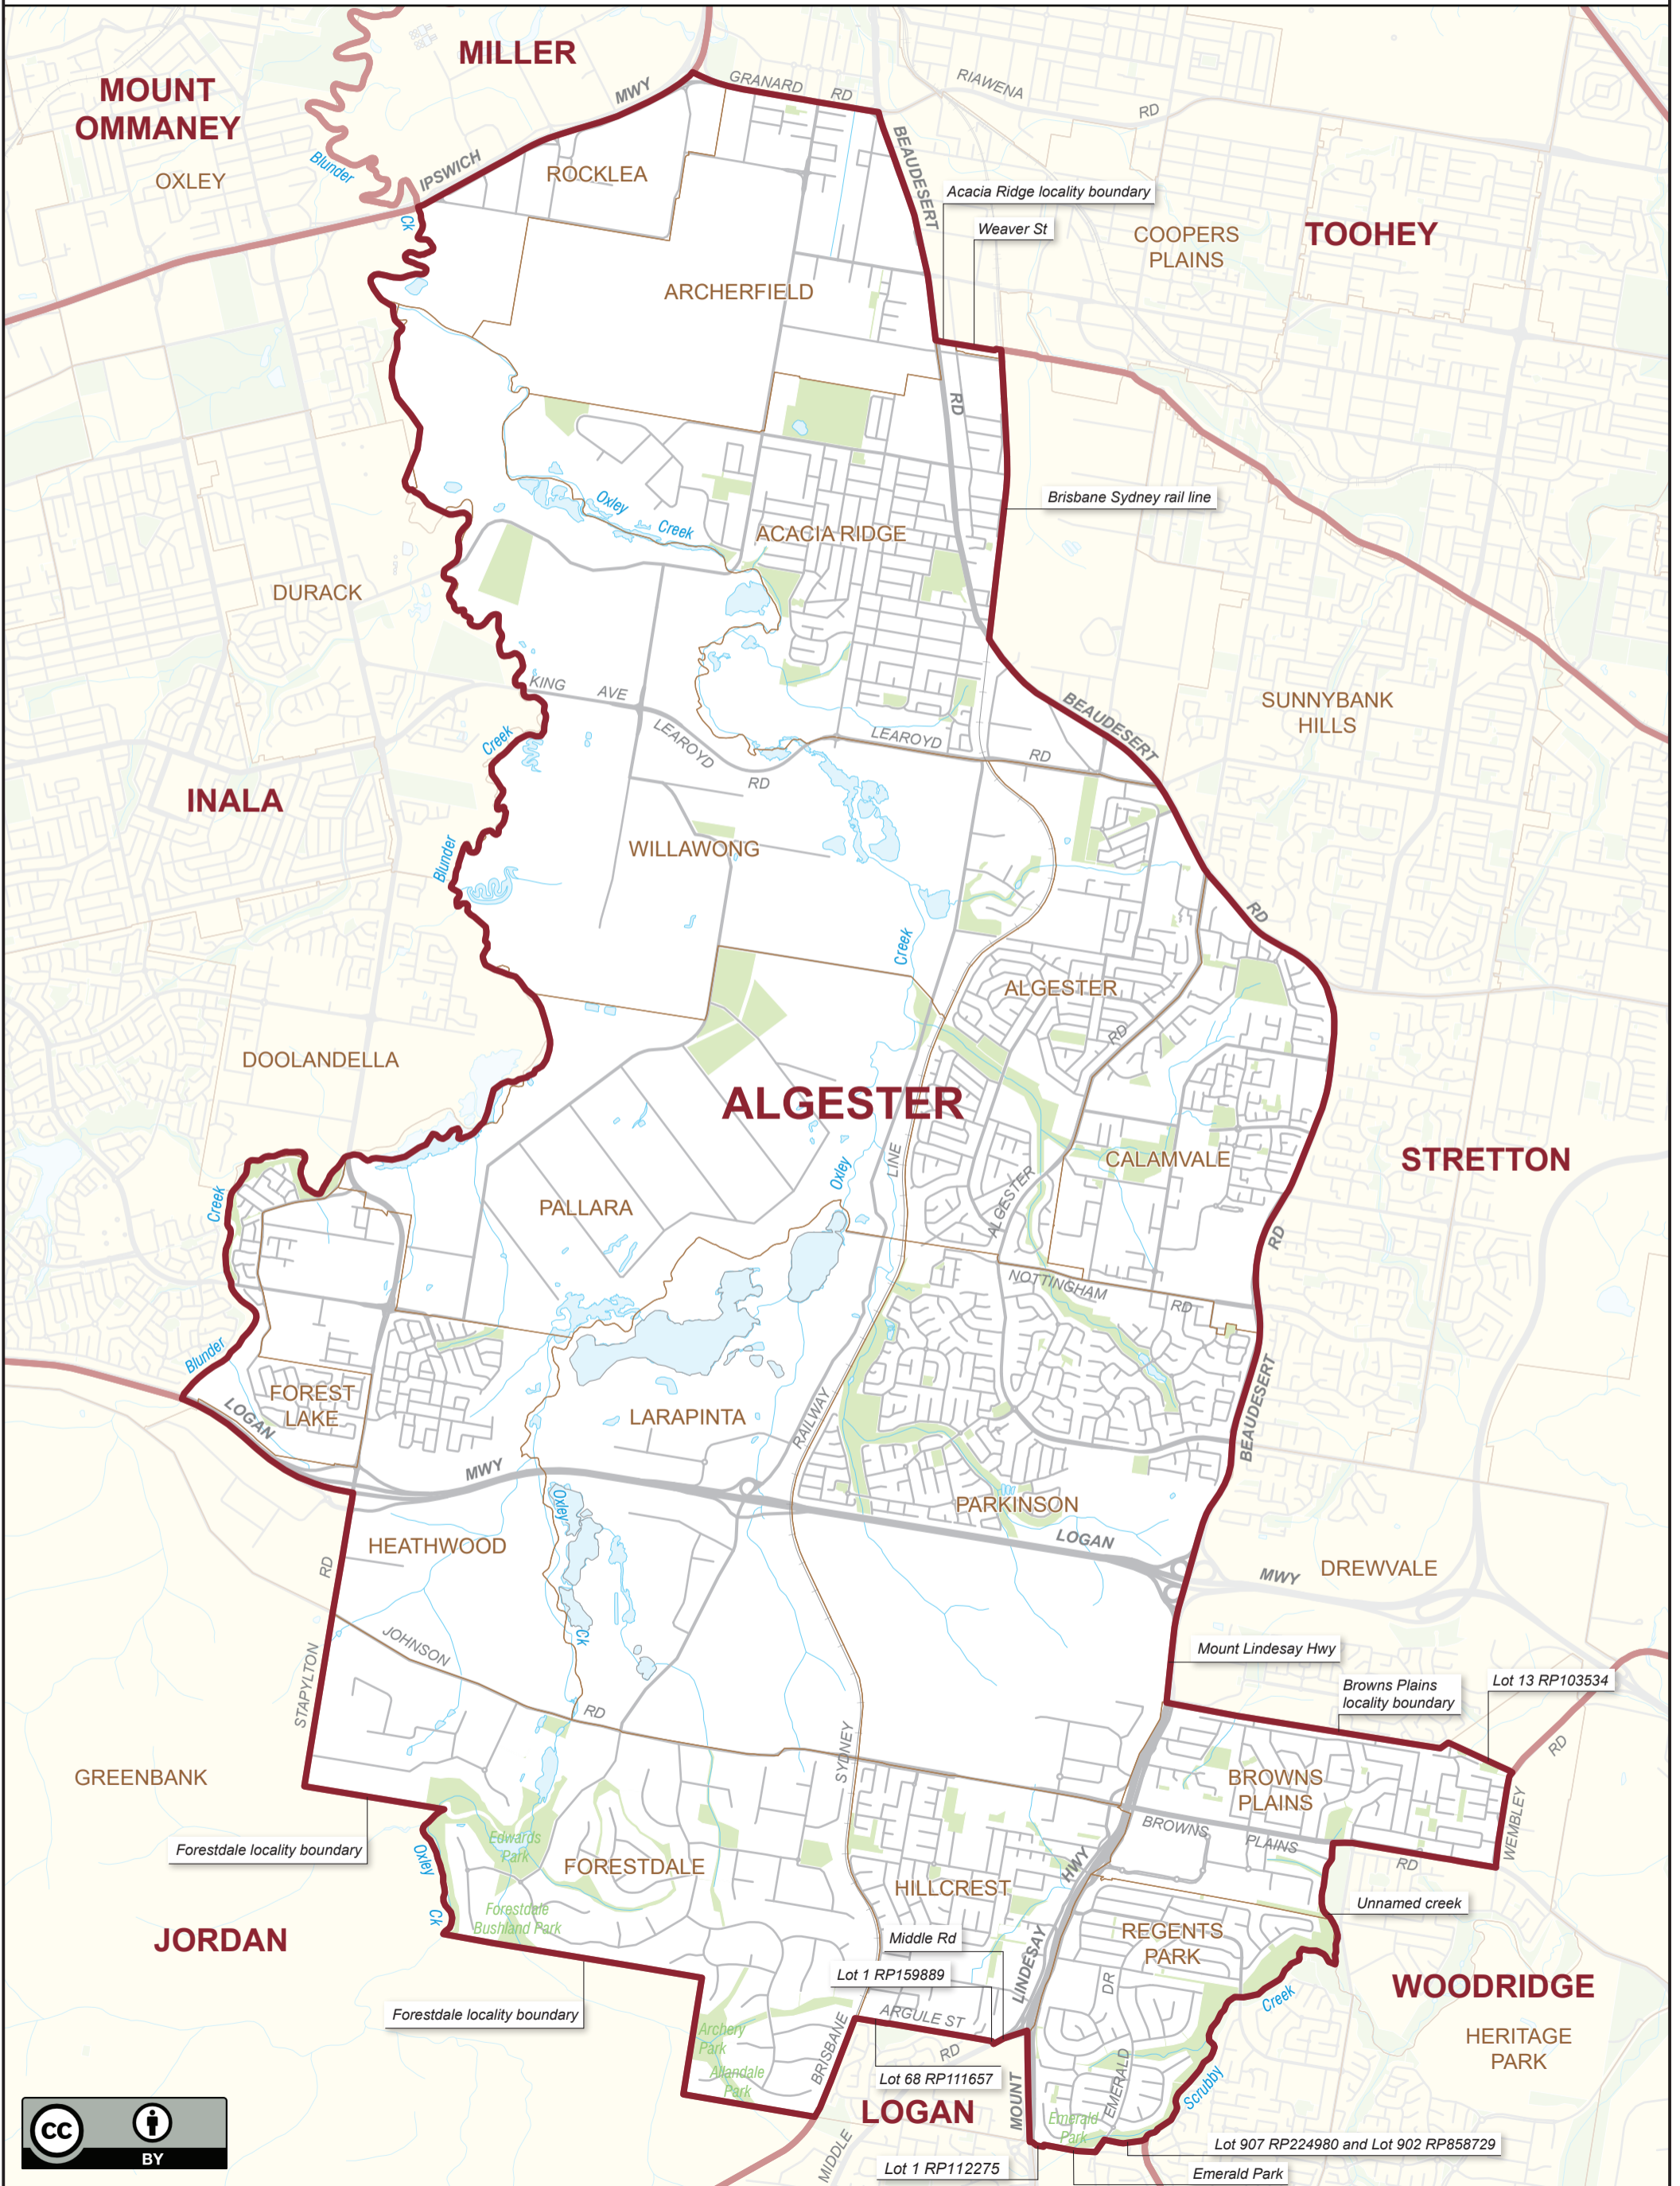 MILLER
MOUNT
OMMANEY
OXLEY
Blunder
Ck
IPSWICH
MWY
GRANARD
RD
RIAWENA
RD
ROCKLEA
BEAUDESERT
Acacia Ridge locality boundary
Weaver St
COOPERS
PLAINS
TOOHEY
ARCHERFIELD
RD
Brisbane Sydney rail line
Oxley
Creek
ACACIA RIDGE
DURACK
KING
AVE
LEAROYD
RD
LEAROYD
RD
BEAUDESERT
SUNNYBANK
HILLS
Creek
INALA
Blunder
WILLAWONG
RD
Creek
ALGESTER
RD
DOOLANDELLA
ALGESTER
LINE
Oxley
CALAMVALE
STRETTON
ALGESTER
PALLARA
Creek
RD
NOTTINGHAM
RD
Blunder
FOREST
LAKE
LOGAN
LARAPINTA
RAILWAY
BEAUDESERT
MWY
Oxley
PARKINSON
LOGAN
HEATHWOOD
RD
MWY
DREWVALE
Ck
JOHNSON
RD
STAPYLTON
Mount Lindesay Hwy
Browns Plains
locality boundary
Lot 13 RP103534
SYDNEY
RD
GREENBANK
BROWNS
PLAINS
BROWNS
PLAINS
RD
WEMBLEY
Forestdale locality boundary
Oxley
Ck
Edwards
Park
FORESTDALE
Forestdale
Bushland Park
HILLCREST
HWY
Unnamed creek
JORDAN
Middle Rd
REGENTS
PARK
Lot 1 RP159889
LINDESAY
DR
WOODRIDGE
Creek
Forestdale locality boundary
ARGULE ST
Archery
Park
BRISBANE
RD
HERITAGE
PARK
Allandale
Park
Lot 68 RP111657
EMERALD
Scrubby
LOGAN
MOUNT
Emerald
Park
MIDDLE
Lot 907 RP224980 and Lot 902 RP858729
Lot 1 RP112275
Emerald Park
CC
BY